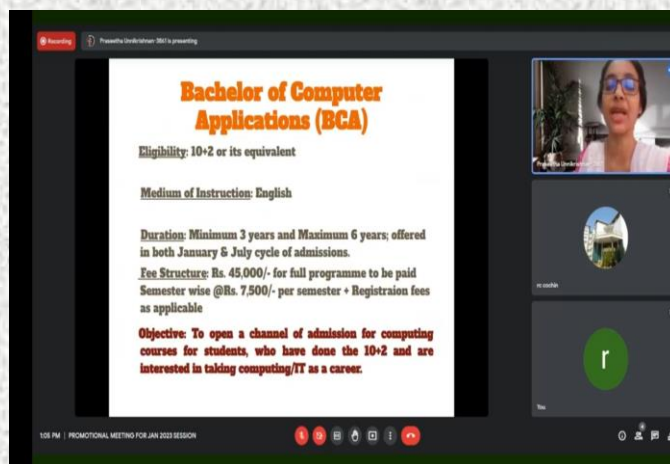 Recording
Praseetha Unnikrishnan-3861 is presenting
Bachelor of Computer
Applications (BCA)
Eligibility: 10+2 or its equivalent
Medium of Instruction: English
Duration: Minimum 3 years and Maximum 6 years; offered
in both January & July cycle of admissions.
Fee Structure: Rs. 45,000/- for full programme to be paid
Semester wise @Rs. 7,500/- per semester + Registraion fees
as applicable
Objective: To open a channel of admission for computing
courses for students, who have done the 10+2 and are
interested in taking computing/IT as a career.
Praseetha Unnikrishnan
rc cochin
r
You
1:05 PM | PROMOTIONAL MEETING FOR JAN 2023 SESSION